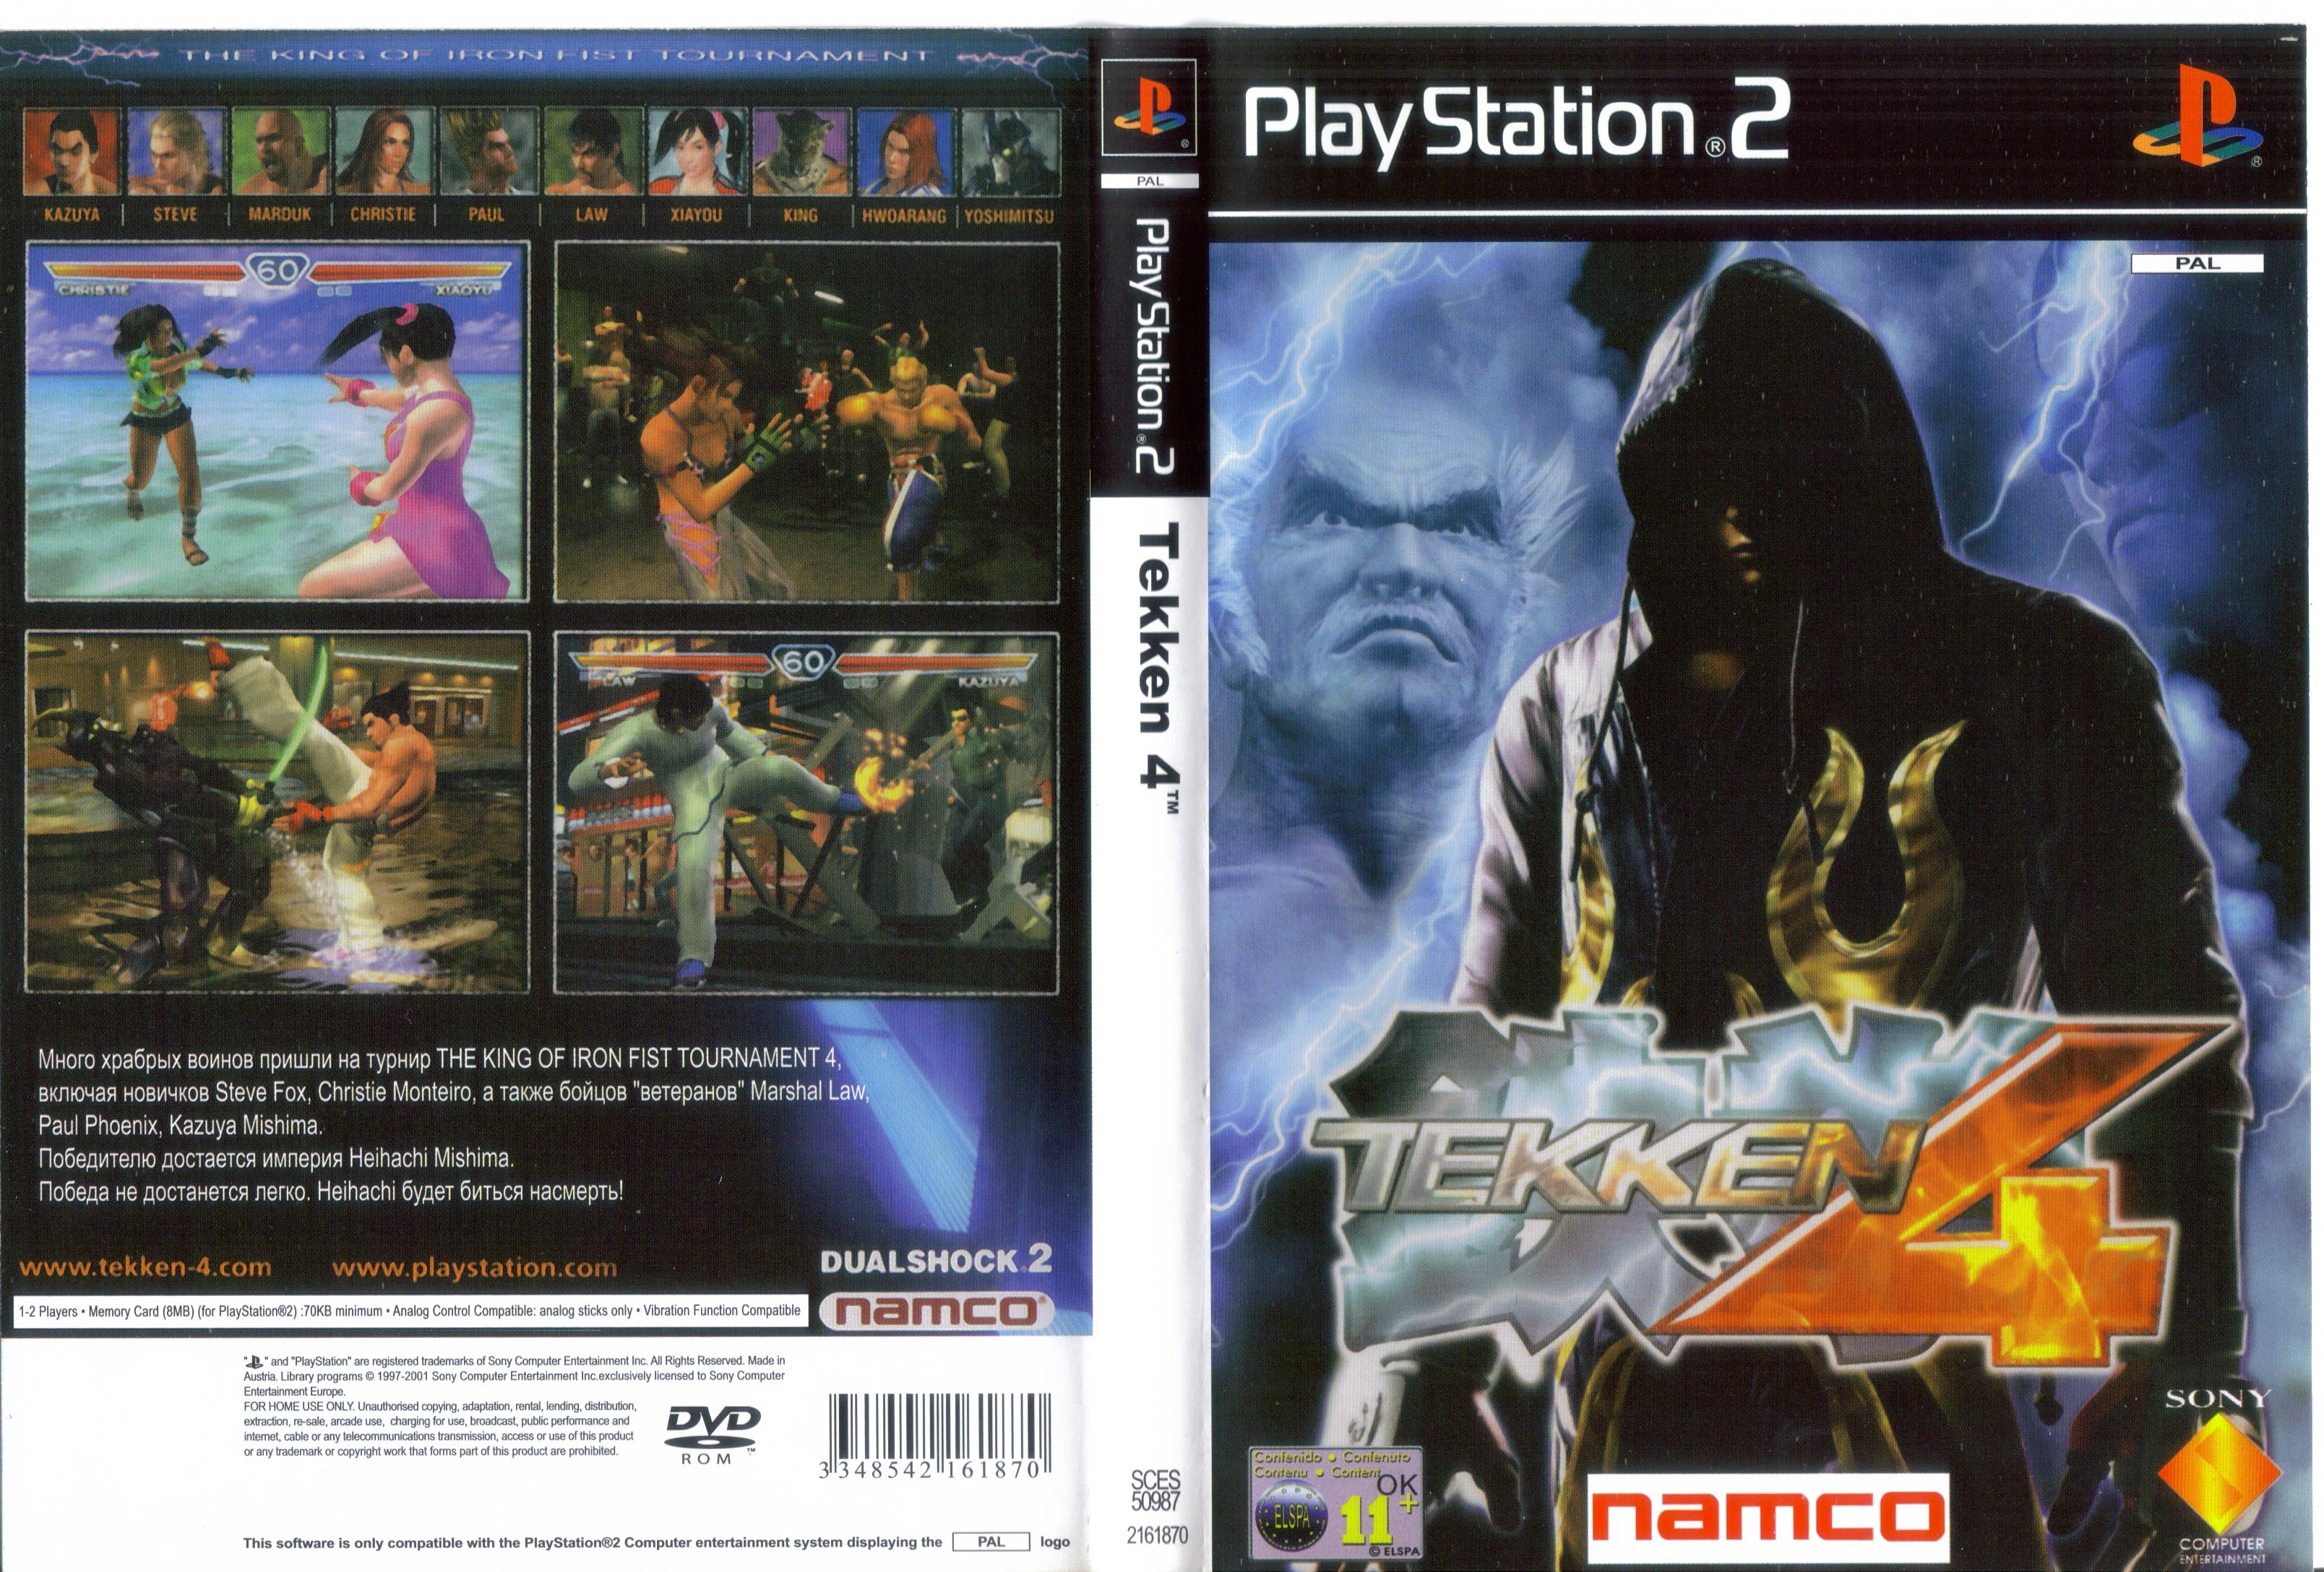 THE KING OF IRON FIST TOURNAMENT
KAZUYA | STEVE | MARDUK | CHRISTIE | PAUL | LAW | XIAYOU | KING | HWOARANG | YOSHIMITSU
60
CHRISTIE
XIAOYU
60
LAW
KAZUYA
Много храбрых воинов пришли на турнир THE KING OF IRON FIST TOURNAMENT 4,
включая новичков Steve Fox, Christie Monteiro, а также бойцов "ветеранов" Marshal Law,
Paul Phoenix, Kazuya Mishima.
Победителю достается империя Heihachi Mishima.
Победа не достанется легко. Heihachi будет биться насмерть!
www.tekken-4.com www.playstation.com
DUALSHOCK 2
1-2 Players • Memory Card (8MB) (for PlayStation®2) :70KB minimum • Analog Control Compatible: analog sticks only • Vibration Function Compatible
namco®
" " and "PlayStation" are registered trademarks of Sony Computer Entertainment Inc. All Rights Reserved. Made in
Austria. Library programs © 1997-2001 Sony Computer Entertainment Inc.exclusively licensed to Sony Computer
Entertainment Europe.
FOR HOME USE ONLY. Unauthorised copying, adaptation, rental, lending, distribution,
extraction, re-sale, arcade use, charging for use, broadcast, public performance and
internet, cable or any telecommunications transmission, access or use of this product
or any trademark or copyright work that forms part of this product are prohibited.
DVD
ROM ™
3 348542 161870
This software is only compatible with the PlayStation®2 Computer entertainment system displaying the PAL logo
®
PAL
PlayStation®2
Tekken 4™
SCES
50987
2161870
PlayStation®2
®
PAL
TEKKEN 4
Contenido • Contenuto
Contenu • Content
OK
ELSPA
11+
© ELSPA
namco
SONY
COMPUTER
ENTERTAINMENT